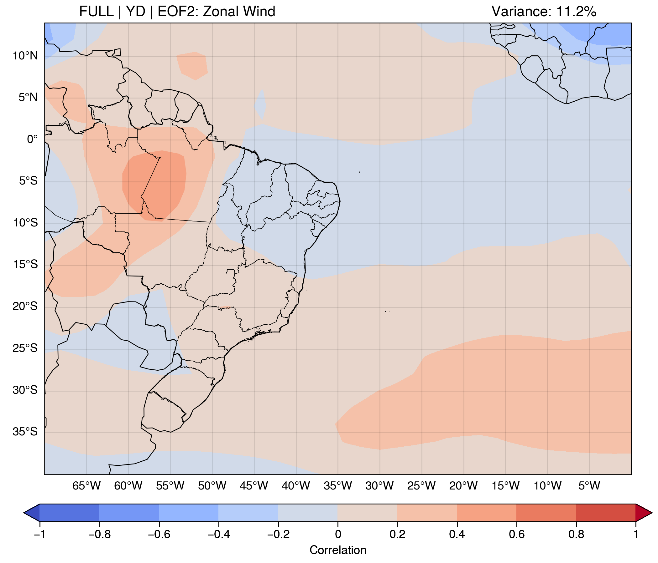 FULL | YD | EOF2: Zonal Wind Variance: 11.2%
10°N
5°N
0°
5°S
10°S
15°S
20°S
25°S
30°S
35°S
65°W 60°W 55°W 50°W 45°W 40°W 35°W 30°W 25°W 20°W 15°W 10°W 5°W
−1 −0.8 −0.6 −0.4 −0.2 0 0.2 0.4 0.6 0.8 1
Correlation